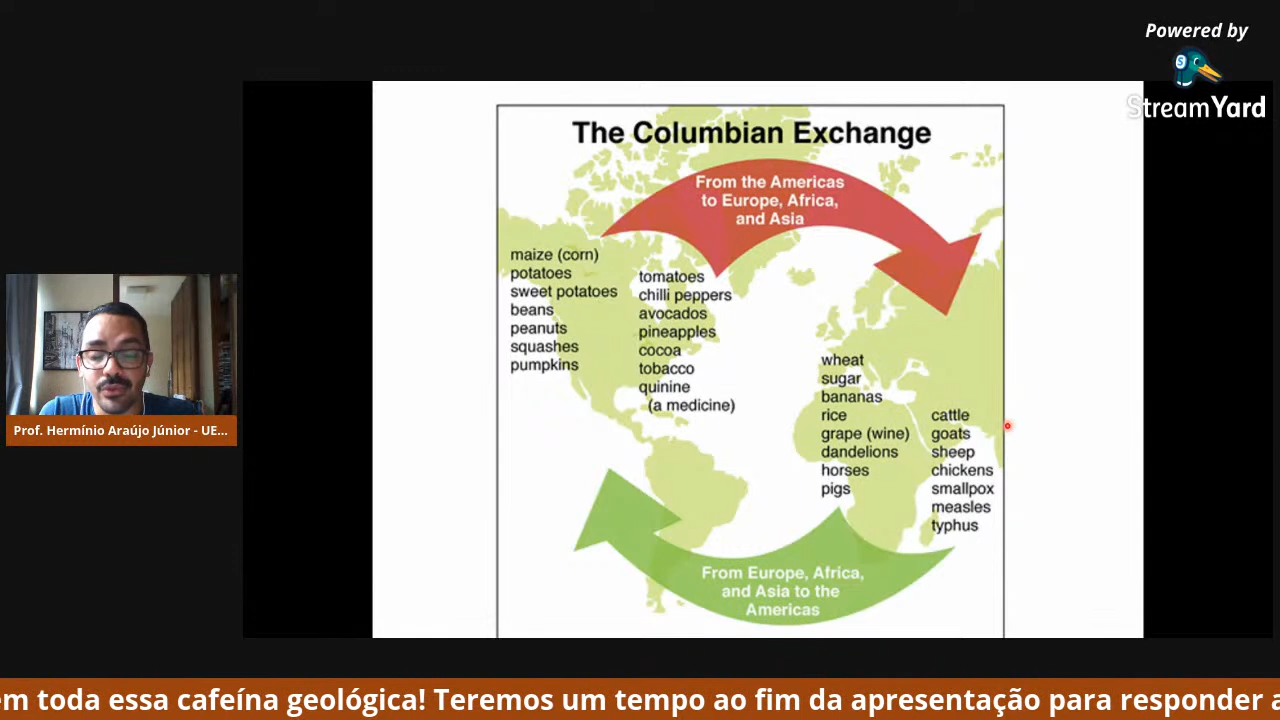 Powered by
StreamYard
The Columbian Exchange
From the Americas
to Europe, Africa,
and Asia
maize (corn)
potatoes
sweet potatoes
beans
peanuts
squashes
pumpkins
tomatoes
chilli peppers
avocados
pineapples
cocoa
tobacco
quinine
(a medicine)
wheat
sugar
bananas
rice
grape (wine)
dandelions
horses
pigs
cattle
goats
sheep
chickens
smallpox
measles
typhus
From Europe, Africa,
and Asia to the
Americas
Prof. Hermínio Araújo Júnior - UE...
em toda essa cafeína geológica! Teremos um tempo ao fim da apresentação para responder a